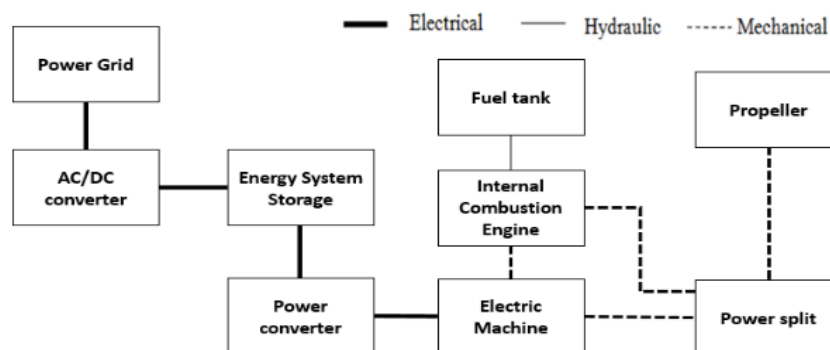 Electrical
Hydraulic
Mechanical
Power Grid
Fuel tank
Propeller
AC/DC
converter
Energy System
Storage
Internal
Combustion
Engine
Power
converter
Electric
Machine
Power split